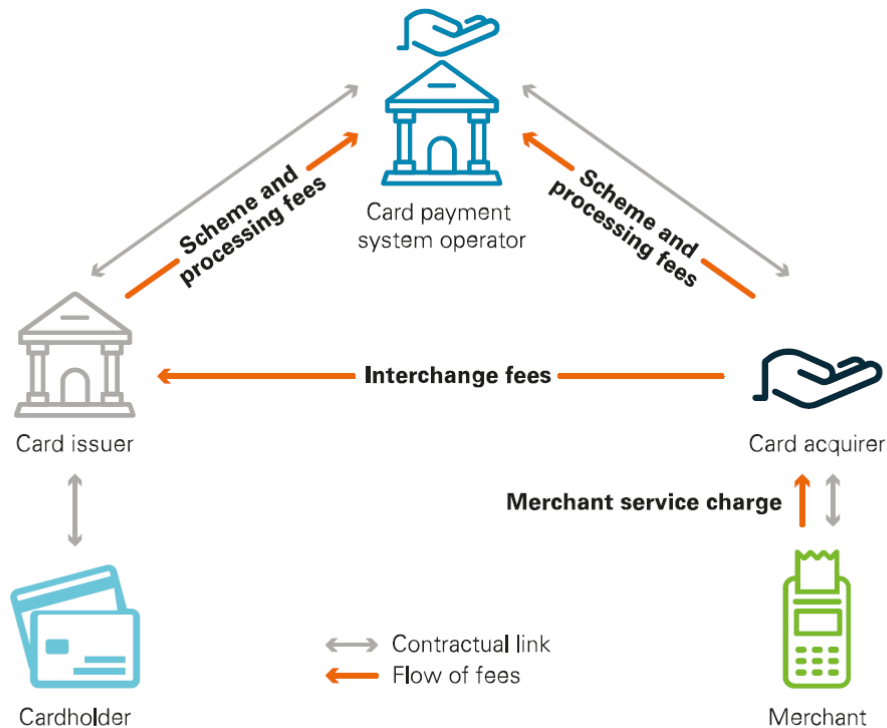 Scheme and
processing fees
Card payment
system operator
Scheme and
processing fees
Interchange fees
Card issuer
Card acquirer
Merchant service charge
Contractual link
Flow of fees
Cardholder
Merchant